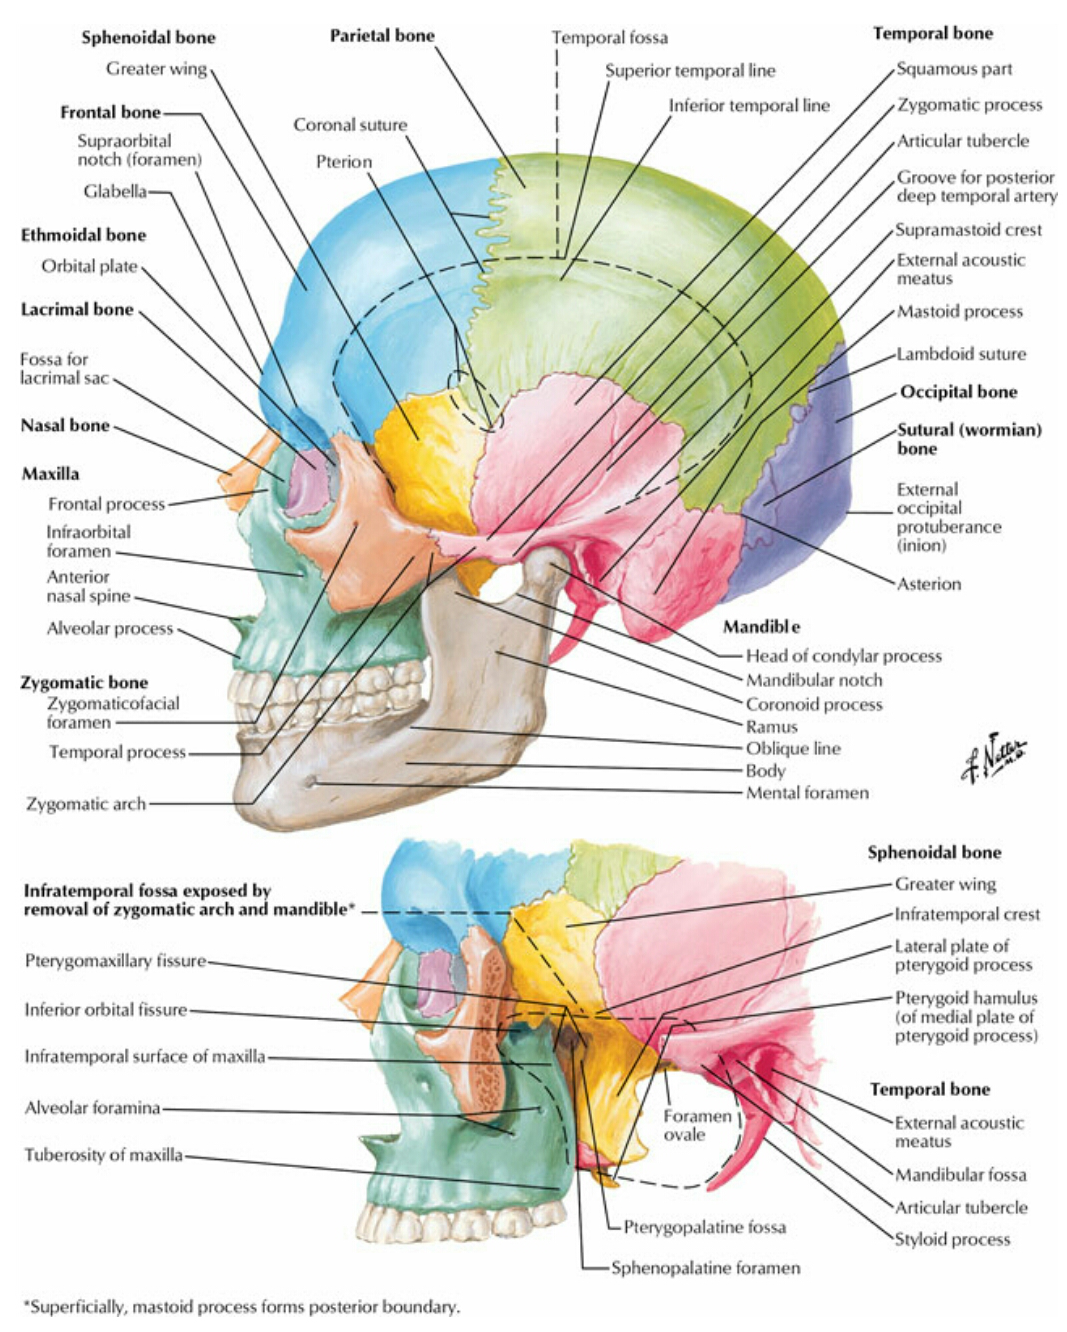 Sphenoidal bone
Greater wing
Frontal bone
Supraorbital
notch (foramen)
Glabella
Ethmoidal bone
Orbital plate
Lacrimal bone
Fossa for
lacrimal sac
Nasal bone
Maxilla
Frontal process
Infraorbital
foramen
Anterior
nasal spine
Alveolar process
Zygomatic bone
Zygomaticofacial
foramen
Temporal process
Zygomatic arch
Parietal bone
Coronal suture
Pterion
Temporal fossa
Superior temporal line
Inferior temporal line
Temporal bone
Squamous part
Zygomatic process
Articular tubercle
Groove for posterior
deep temporal artery
Supramastoid crest
External acoustic
meatus
Mastoid process
Lambdoid suture
Occipital bone
Sutural (wormian)
bone
External
occipital
protuberance
(inion)
Asterion
Mandible
Head of condylar process
Mandibular notch
Coronoid process
Ramus
Oblique line
Body
Mental foramen
F. Netter
M.D.
Infratemporal fossa exposed by
removal of zygomatic arch and mandible*
Pterygomaxillary fissure
Inferior orbital fissure
Infratemporal surface of maxilla
Alveolar foramina
Tuberosity of maxilla
Sphenoidal bone
Greater wing
Infratemporal crest
Lateral plate of
pterygoid process
Pterygoid hamulus
(of medial plate of
pterygoid process)
Foramen
ovale
Temporal bone
External acoustic
meatus
Mandibular fossa
Articular tubercle
Styloid process
Pterygopalatine fossa
Sphenopalatine foramen
*Superficially, mastoid process forms posterior boundary.